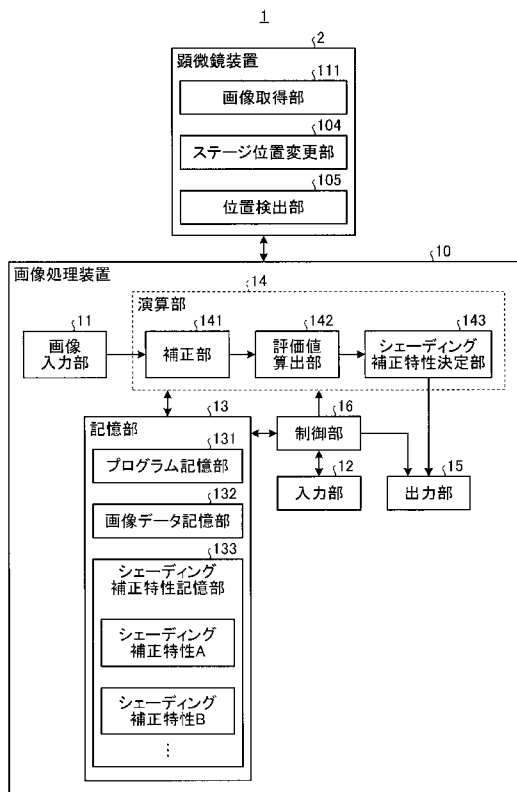 1
2
顕微鏡装置
111
画像取得部
104
ステージ位置変更部
105
位置検出部
10
画像処理装置
14
演算部
11
画像
入力部
141
補正部
142
評価値
算出部
143
シェーディング
補正特性決定部
13
記憶部
131
プログラム記憶部
132
画像データ記憶部
133
シェーディング
補正特性記憶部
シェーディング
補正特性A
シェーディング
補正特性B
⋮
16
制御部
12
入力部
15
出力部